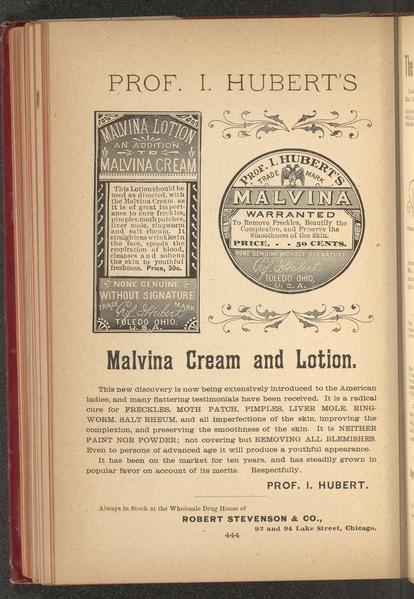 PROF. I. HUBERT'S
MALVINA LOTION
AN ADDITION
TO
MALVINA CREAM
This Lotion should be
used as directed, with
the Malvina Cream. as
it is of great import-
ance to cure freckles,
pimples, moth patches,
liver mole, ringworm
and salt rheum. It
straightens wrinkles in
the face, speeds the
respiration of blood,
cleanses and softens
the skin to youthful
freshness. Price, 50c.
NONE GENUINE
WITHOUT SIGNATURE
TRADE MARK
Prof. I. Hubert
TOLEDO, OHIO,
U.S.A.
PROF. I. HUBERT'S
TRADE MARK
MALVINA
WARRANTED
To Remove Freckles, Beautify the
Complexion, and Preserve the
Smoothness of the Skin.
PRICE, - - 50 CENTS.
NONE GENUINE WITHOUT SIGNATURE
Prof. I. Hubert
TOLEDO, OHIO,
U.S.A.
Malvina Cream and Lotion.
This new discovery is now being extensively introduced to the American
ladies, and many flattering testimonials have been received. It is a radical
cure for FRECKLES, MOTH PATCH, PIMPLES, LIVER MOLE, RING-
WORM, SALT RHEUM, and all imperfections of the skin, improving the
complexion, and preserving the smoothness of the skin. It is NEITHER
PAINT NOR POWDER; not covering but REMOVING ALL BLEMISHES.
Even to persons of advanced age it will produce a youthful appearance.
It has been on the market for ten years, and has steadily grown in
popular favor on account of its merits. Respectfully,
PROF. I. HUBERT.
Always in Stock at the Wholesale Drug House of
ROBERT STEVENSON & CO.,
92 and 94 Lake Street, Chicago.
444